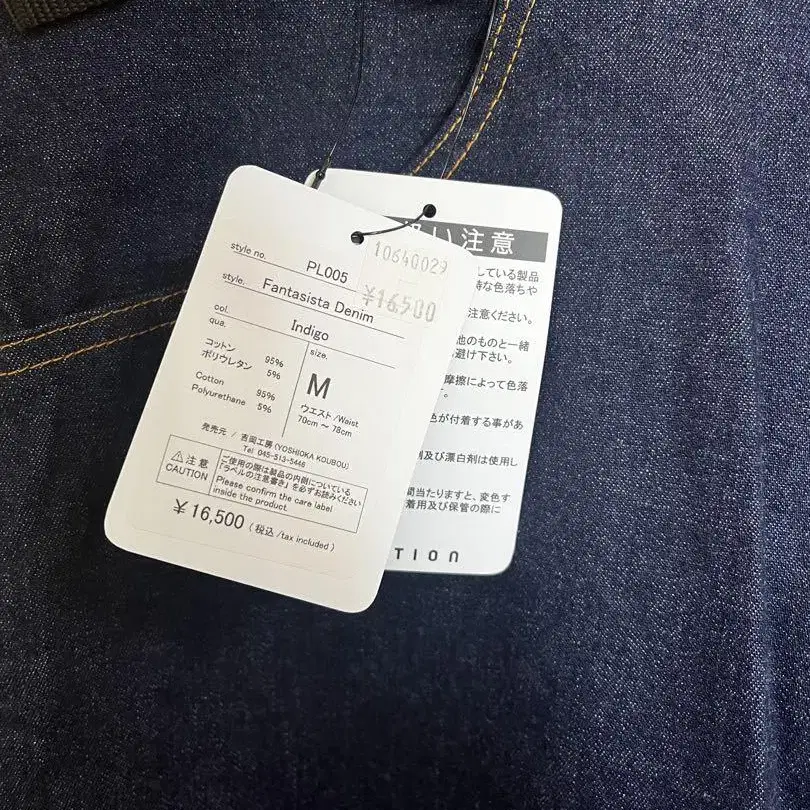 style no.
PL005
10640029
¥16,500
style.
Fantasista Denim
col.
Indigo
qua.
size.
コットン 95%
ポリウレタン 5%
M
Cotton 95%
Polyurethane 5%
ウエスト/Waist
70cm ～ 78cm
発売元 / 吉岡工房(YOSHIOKA KOUBOU)
Tel 045-513-5446
⚠注意
CAUTION
ご使用の際は製品の内側についている
「ラベルの注意書き」を必ずお読みください
Please confirm the care label
inside the product.
¥16,500 (税込/tax included)
い注意
している製品
な色落ちや
注意ください。
他のものと一緒
避け下さい。
摩擦によって色落
す。
色が付着する事があ
剤及び漂白剤は使用し
間当たりますと、変色す
着用及び保管の際に
TION